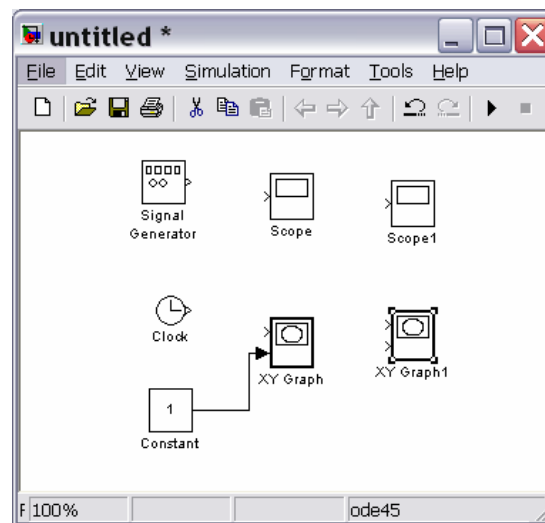 untitled *
File Edit View Simulation Format Tools Help
Signal
Generator
Scope
Scope1
Clock
XY Graph
XY Graph1
1
Constant
F 100% ode45